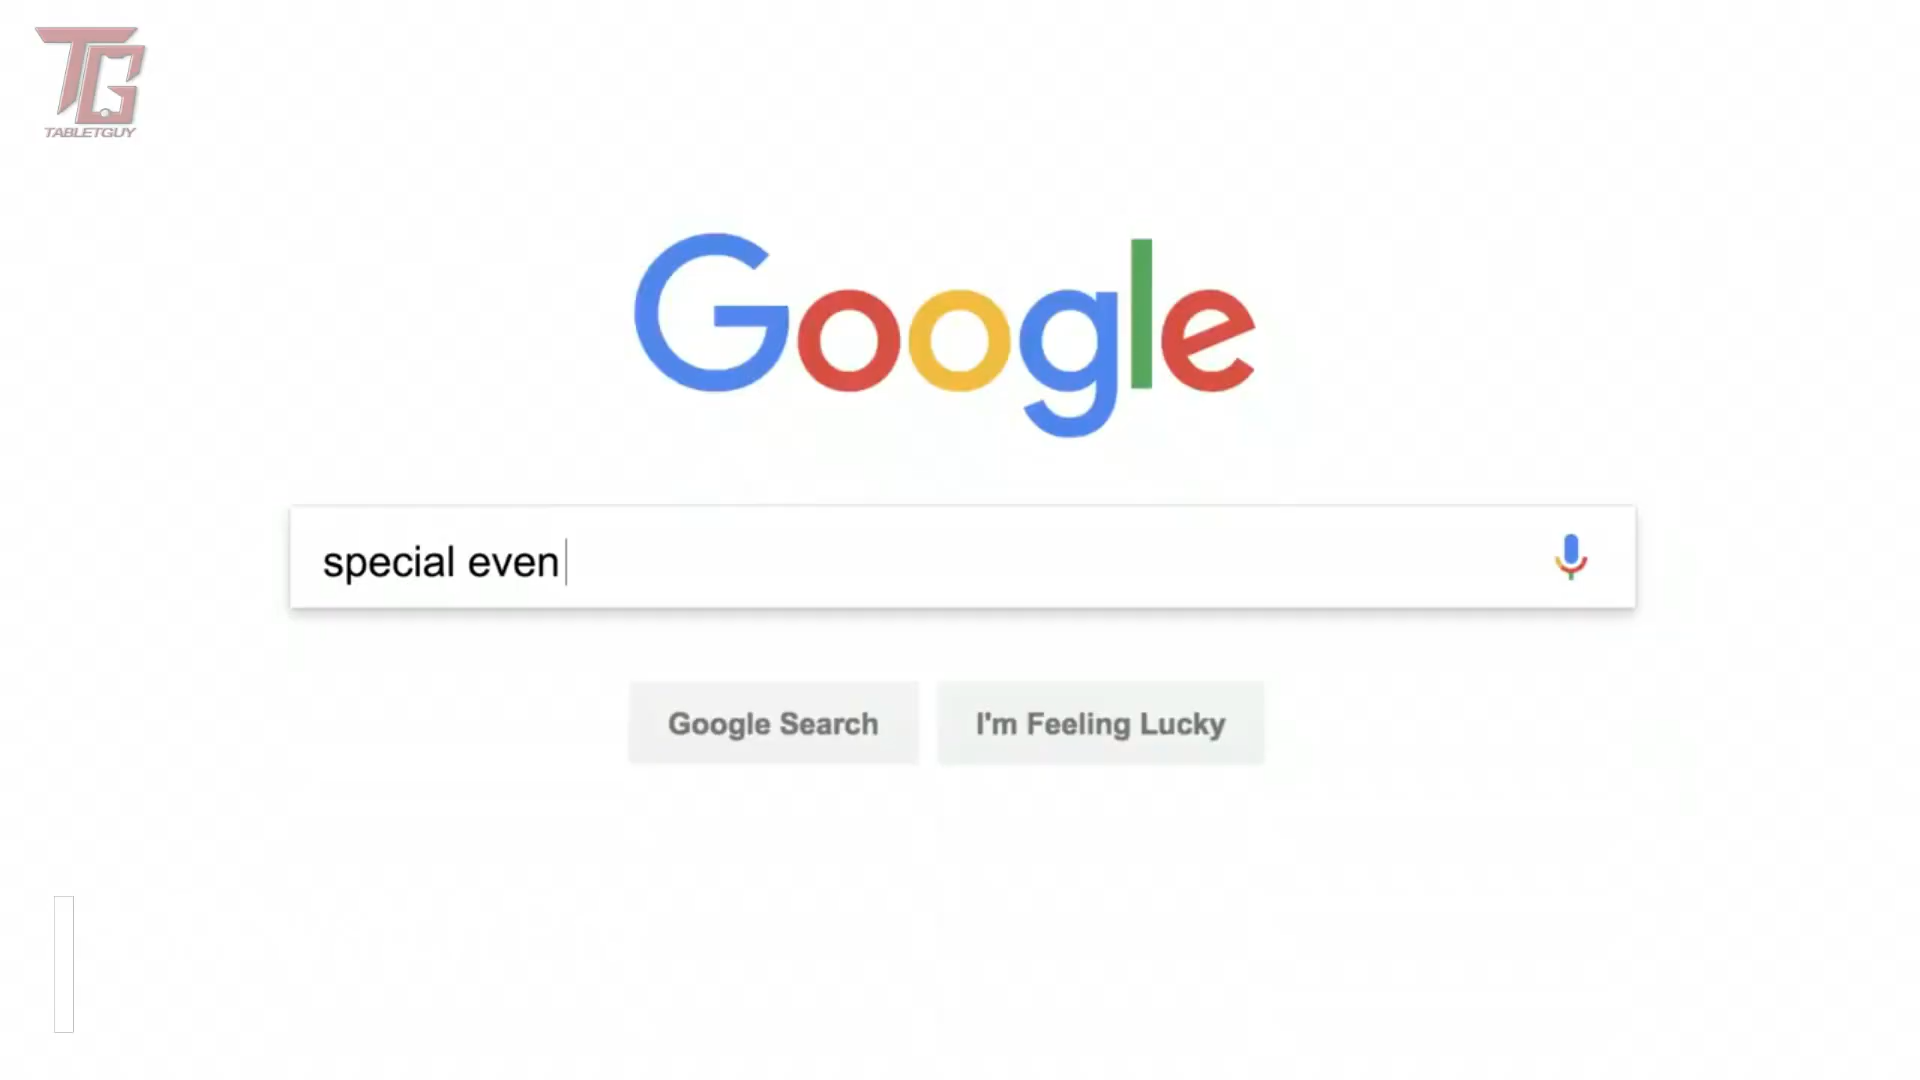 TG
TABLETGUY
Google
special even
Google Search
I'm Feeling Lucky